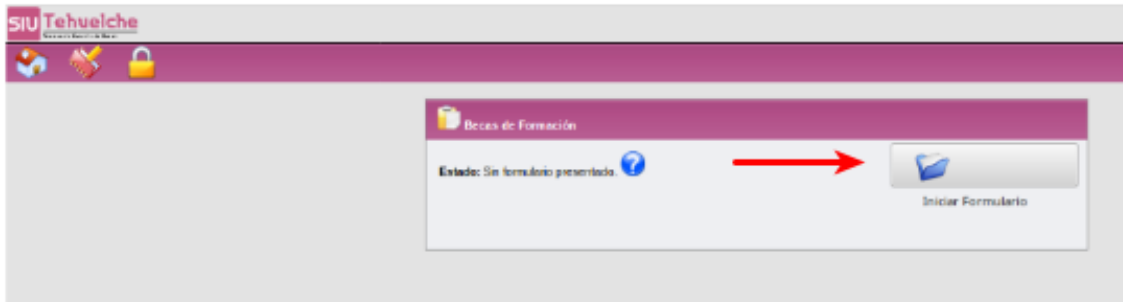 SIU Tehuelche
Becas de Formación
Estado: Sin formulario presentado.
Iniciar Formulario